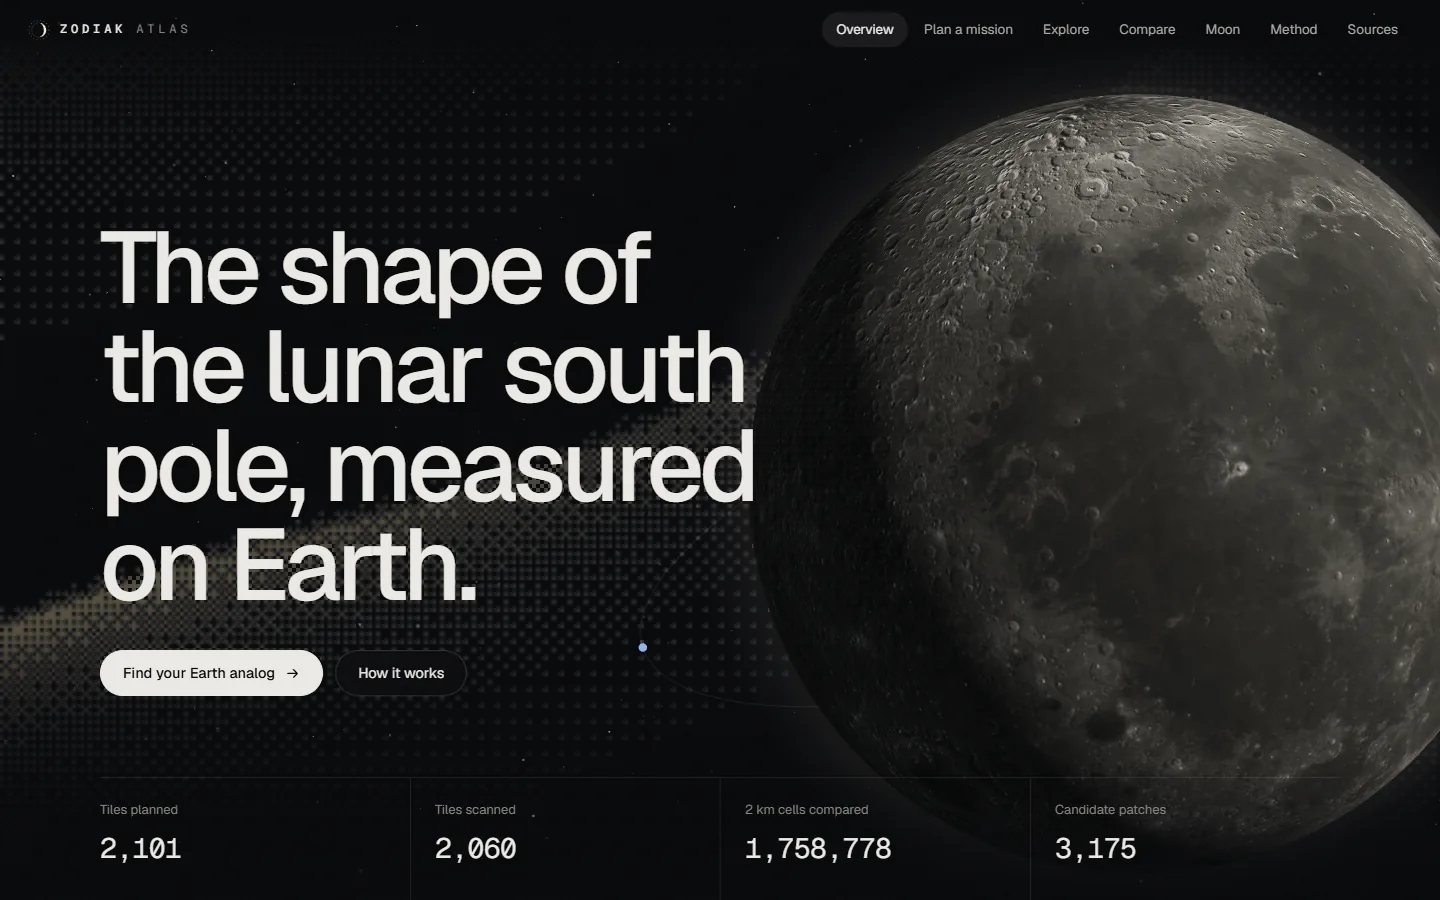 ZODIAK ATLAS
Overview
Plan a mission
Explore
Compare
Moon
Method
Sources
The shape of
the lunar south
pole, measured
on Earth.
Find your Earth analog →
How it works
Tiles planned
2,101
Tiles scanned
2,060
2 km cells compared
1,758,778
Candidate patches
3,175